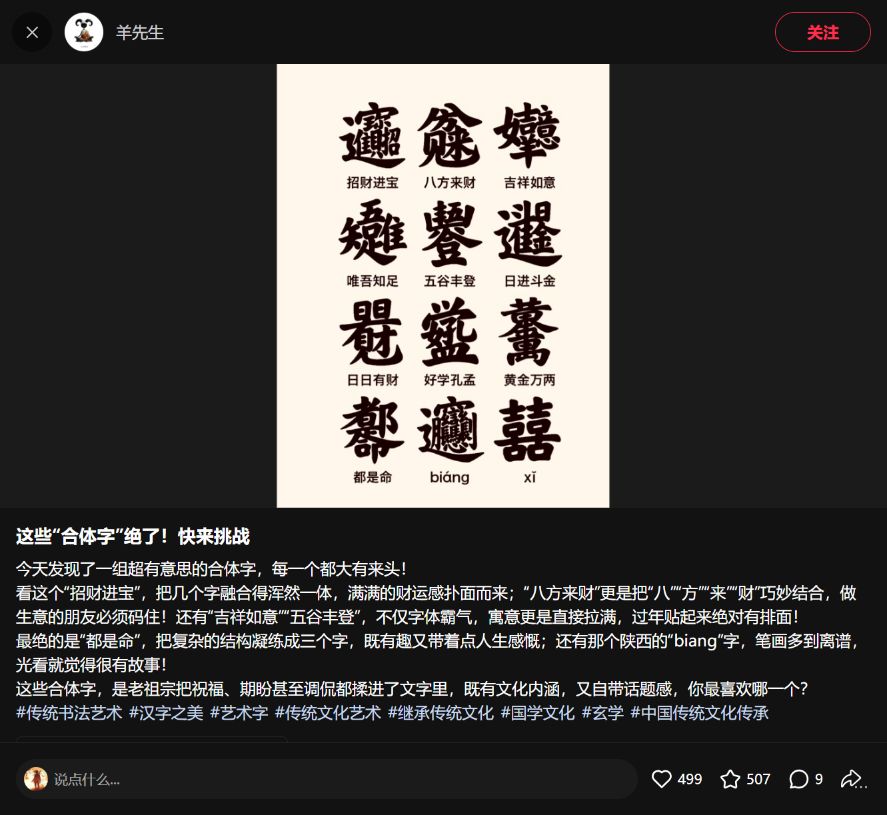 羊先生
关注
招财进宝 八方来财 吉祥如意
唯吾知足 五谷丰登 日进斗金
日日有财 好学孔孟 黄金万两
囍
都是命 biáng xǐ
这些“合体字”绝了！快来挑战
今天发现了一组超有意思的合体字，每一个都大有来头！
看这个“招财进宝”，把几个字融合得浑然一体，满满的财运感扑面而来；“八方来财”更是把“八”“方”“来”“财”巧妙结合，做
生意的朋友必须码住！还有“吉祥如意”“五谷丰登”，不仅字体霸气，寓意更是直接拉满，过年贴起来绝对有排面！
最绝的是“都是命”，把复杂的结构凝练成三个字，既有趣又带着点人生感慨；还有那个陕西的“biang”字，笔画多到离谱，
光看就觉得很有故事！
这些合体字，是老祖宗把祝福、期盼甚至调侃都揉进了文字里，既有文化内涵，又自带话题感，你最喜欢哪一个？
#传统书法艺术 #汉字之美 #艺术字 #传统文化艺术 #继承传统文化 #国学文化 #玄学 #中国传统文化传承
说点什么...
499 507 9